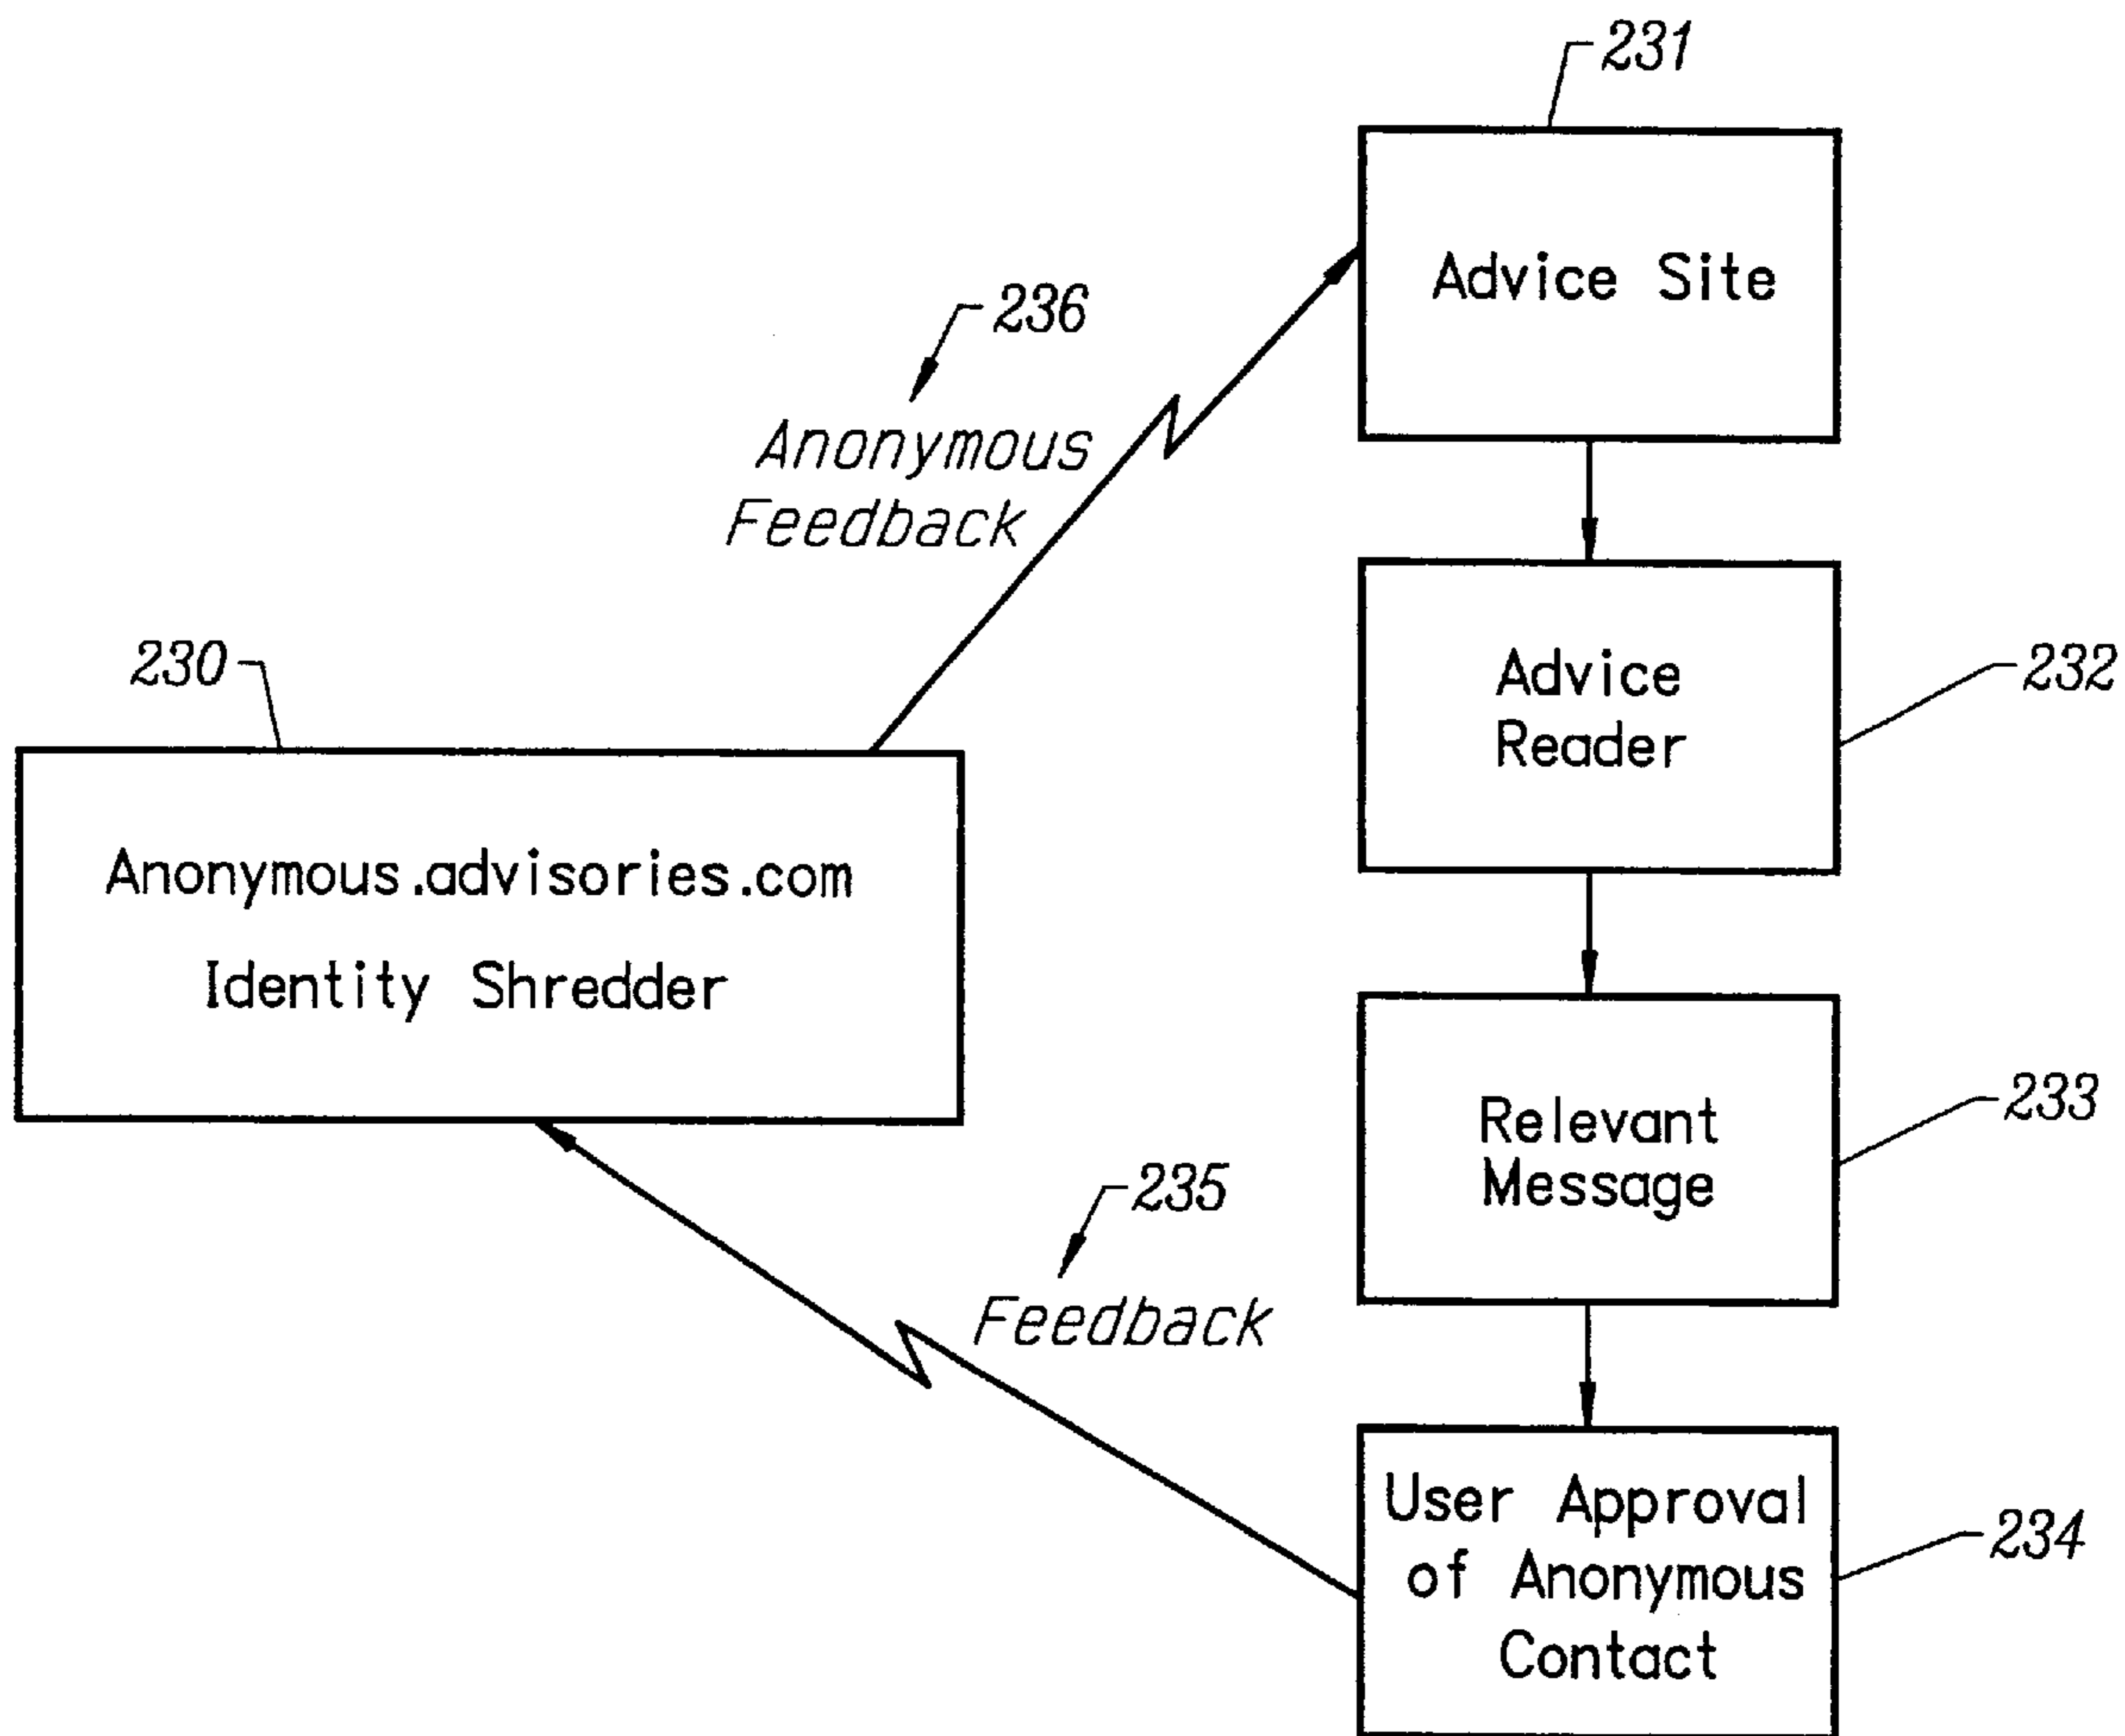 231
Advice Site
236
Anonymous
Feedback
230
Advice
Reader
232
Anonymous.advisories.com
Identity Shredder
Relevant
Message
233
235
Feedback
User Approval
of Anonymous
Contact
234